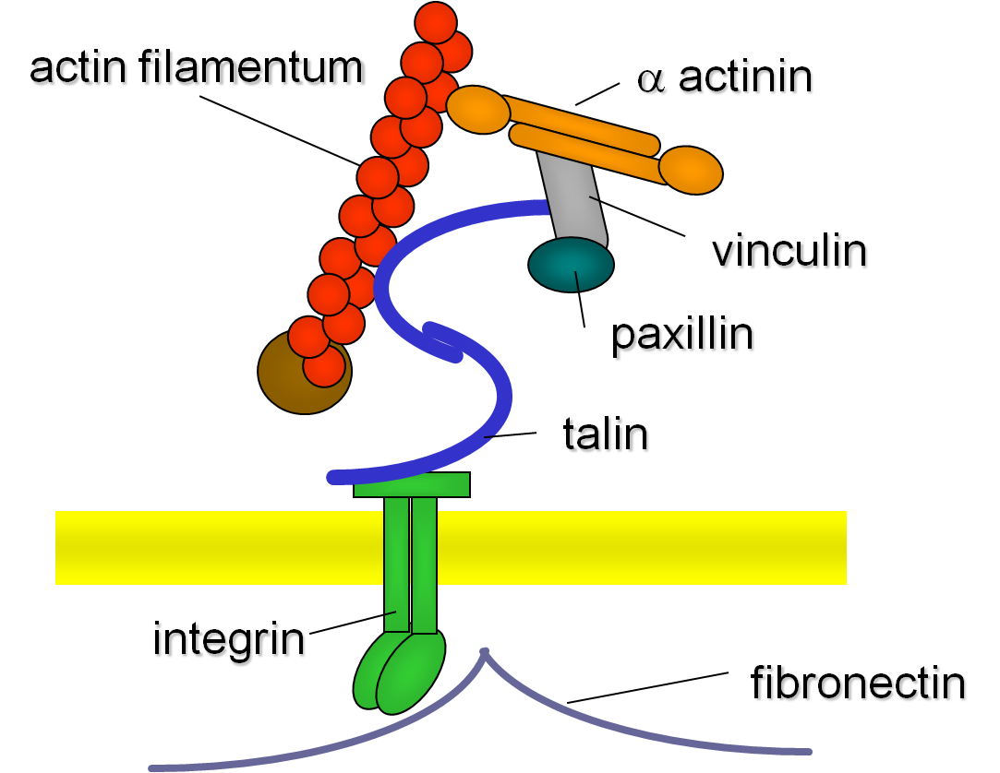 actin filamentum
α actinin
vinculin
paxillin
talin
integrin
fibronectin